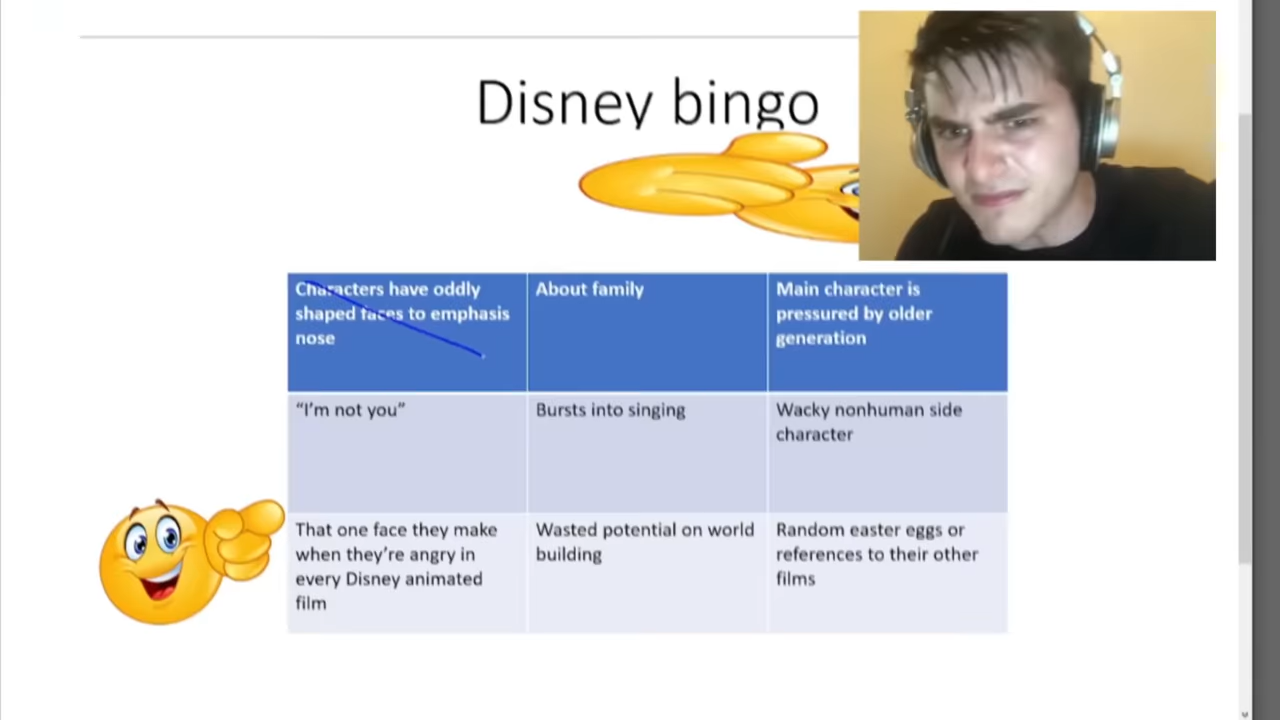 Disney bingo
Characters have oddly
shaped faces to emphasis
nose
About family
Main character is
pressured by older
generation
“I’m not you”
Bursts into singing
Wacky nonhuman side
character
That one face they make
when they’re angry in
every Disney animated
film
Wasted potential on world
building
Random easter eggs or
references to their other
films